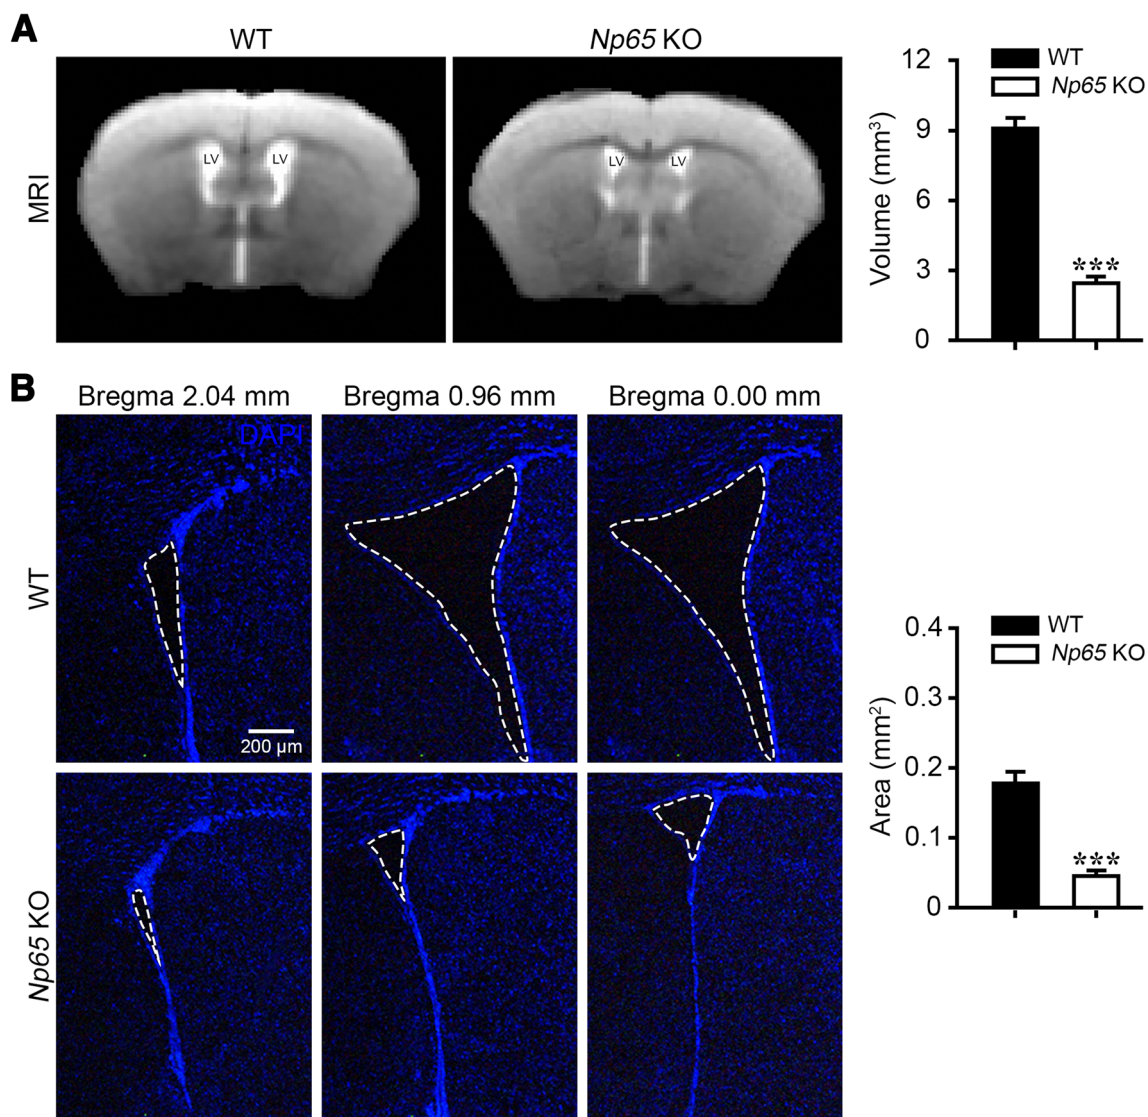 A
WT
Np65 KO
MRI
LV
LV
LV
LV
Volume (mm³)
12
9
6
3
0
WT
Np65 KO
***
B
Bregma 2.04 mm
Bregma 0.96 mm
Bregma 0.00 mm
DAPI
WT
200 µm
Np65 KO
Area (mm²)
0.4
0.3
0.2
0.1
0
WT
Np65 KO
***